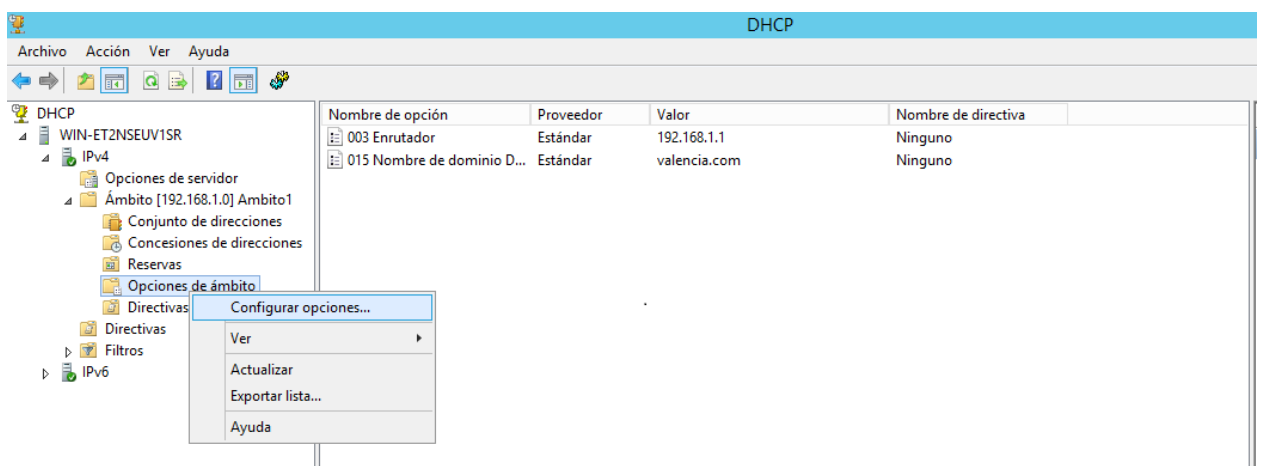 DHCP
Archivo Acción Ver Ayuda
DHCP
WIN-ET2NSEUV1SR
IPv4
Opciones de servidor
Ámbito [192.168.1.0] Ambito1
Conjunto de direcciones
Concesiones de direcciones
Reservas
Opciones de ámbito
Directivas
Directivas
Filtros
IPv6
Configurar opciones...
Ver
Actualizar
Exportar lista...
Ayuda
Nombre de opción Proveedor Valor Nombre de directiva
003 Enrutador Estándar 192.168.1.1 Ninguno
015 Nombre de dominio D... Estándar valencia.com Ninguno